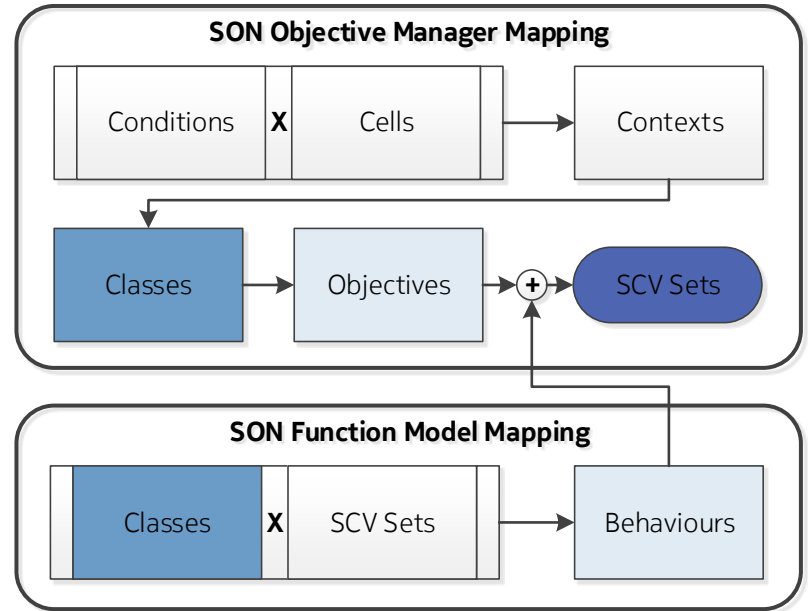 SON Objective Manager Mapping
Conditions X Cells
Contexts
Classes
Objectives
+
SCV Sets
SON Function Model Mapping
Classes X SCV Sets
Behaviours